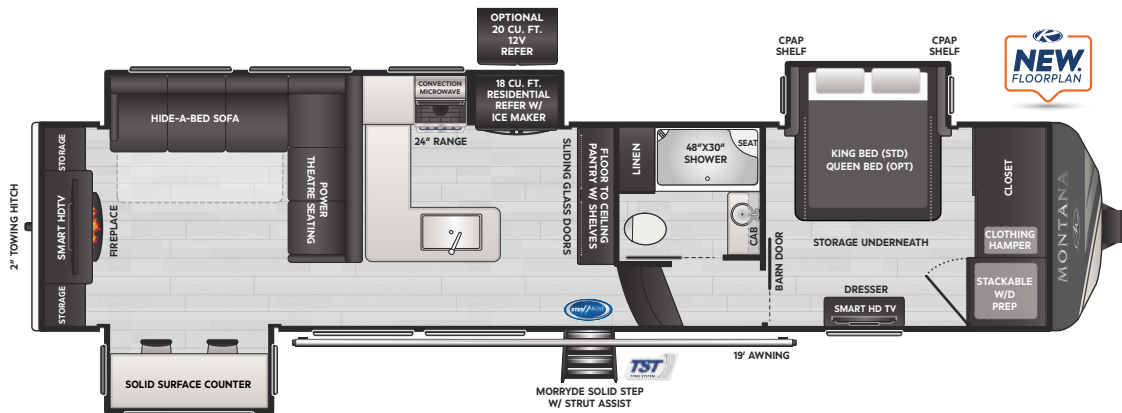 OPTIONAL
20 CU. FT.
12V
REFER
CPAP
SHELF
CPAP
SHELF
NEW.
FLOORPLAN
CONVECTION
MICROWAVE
18 CU. FT.
RESIDENTIAL
REFER W/
ICE MAKER
24" RANGE
HIDE-A-BED SOFA
POWER
THEATRE SEATING
STORAGE
SMART HDTV
FIREPLACE
STORAGE
2" TOWING HITCH
SLIDING GLASS DOORS
FLOOR TO CEILING
PANTRY W/ SHELVES
LINEN
48"X30"
SHOWER
SEAT
CAB
BARN DOOR
KING BED (STD)
QUEEN BED (OPT)
STORAGE UNDERNEATH
CLOSET
CLOTHING
HAMPER
STACKABLE
W/D
PREP
MONTANA
DRESSER
SMART HD TV
SOLID SURFACE COUNTER
19' AWNING
TST
MORRYDE SOLID STEP
W/ STRUT ASSIST